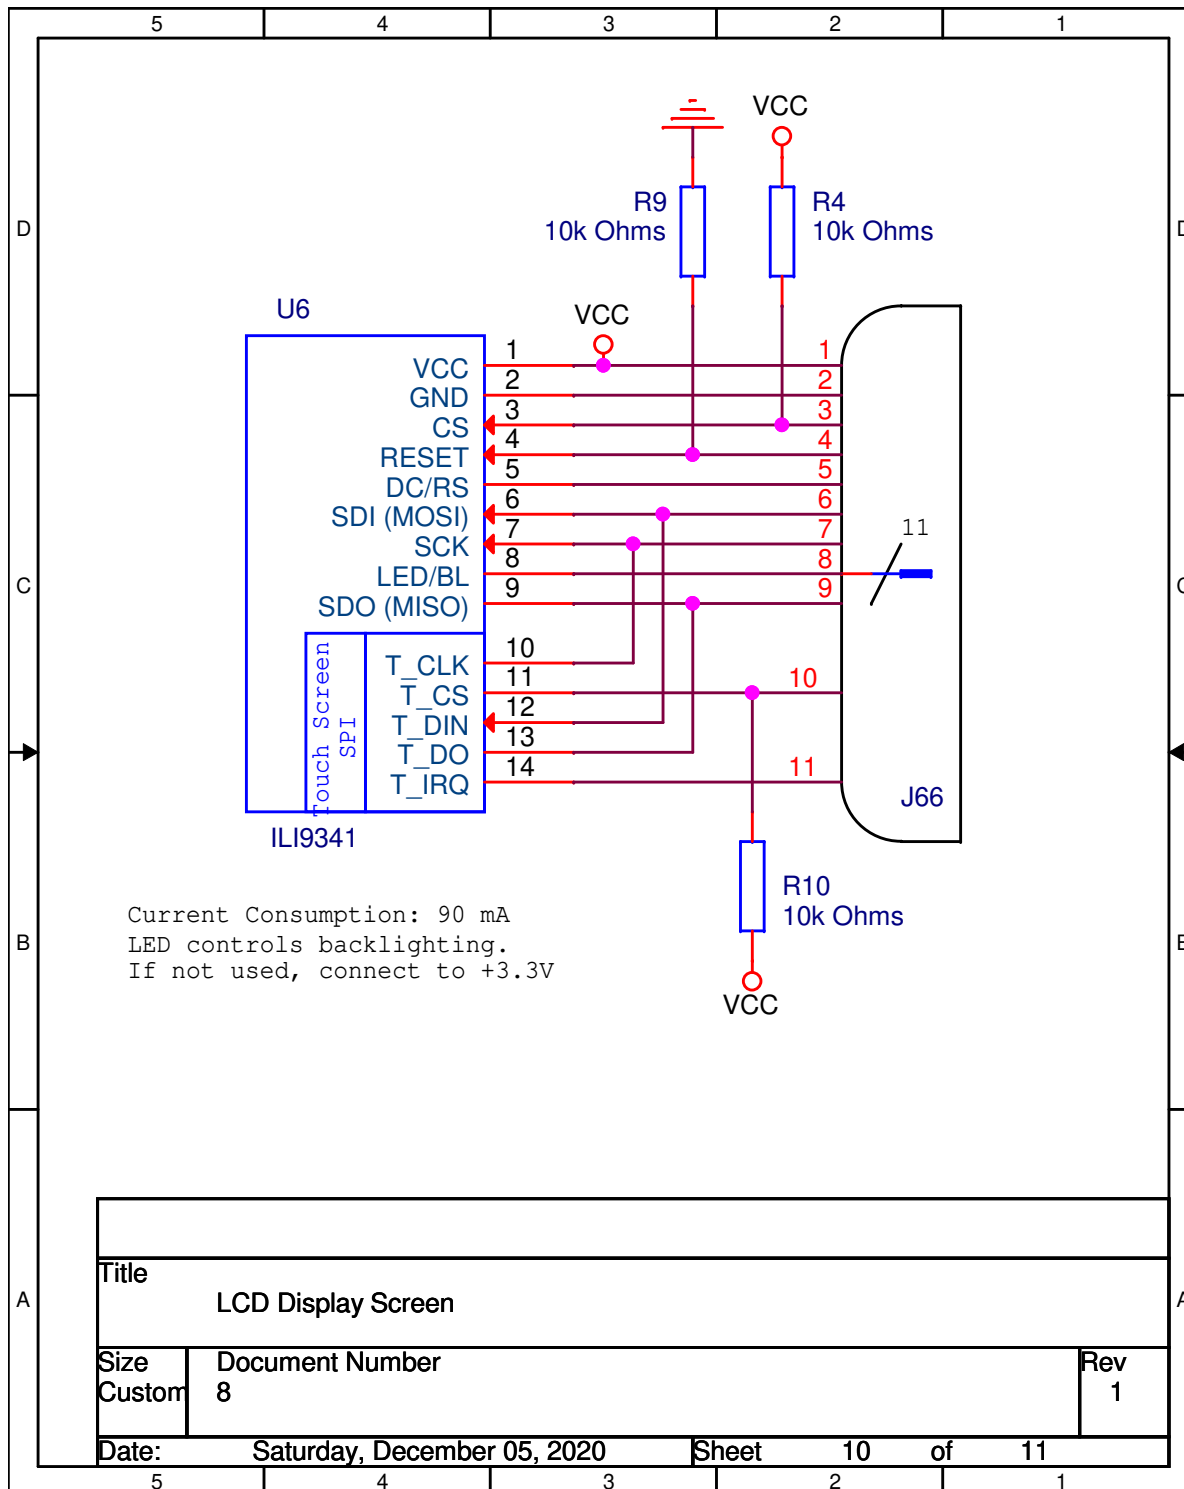 5 4 3 2 1
VCC
R9
10k Ohms
R4
10k Ohms
D
D
U6
VCC
VCC 1 1
GND 2 2
CS 3 3
RESET 4 4
DC/RS 5 5
SDI (MOSI) 6 6
SCK 7 7
11
LED/BL 8 8
SDO (MISO) 9 9
C
Touch Screen
SPI
T_CLK 10
T_CS 11 10
T_DIN 12
T_DO 13
T_IRQ 14 11
J66
ILI9341
R10
10k Ohms
VCC
Current Consumption: 90 mA
LED controls backlighting.
If not used, connect to +3.3V
B
Title
LCD Display Screen
A
A
Size
Custom
Document Number
8
Rev
1
Date: Saturday, December 05, 2020 Sheet 10 of 11
5 4 3 2 1